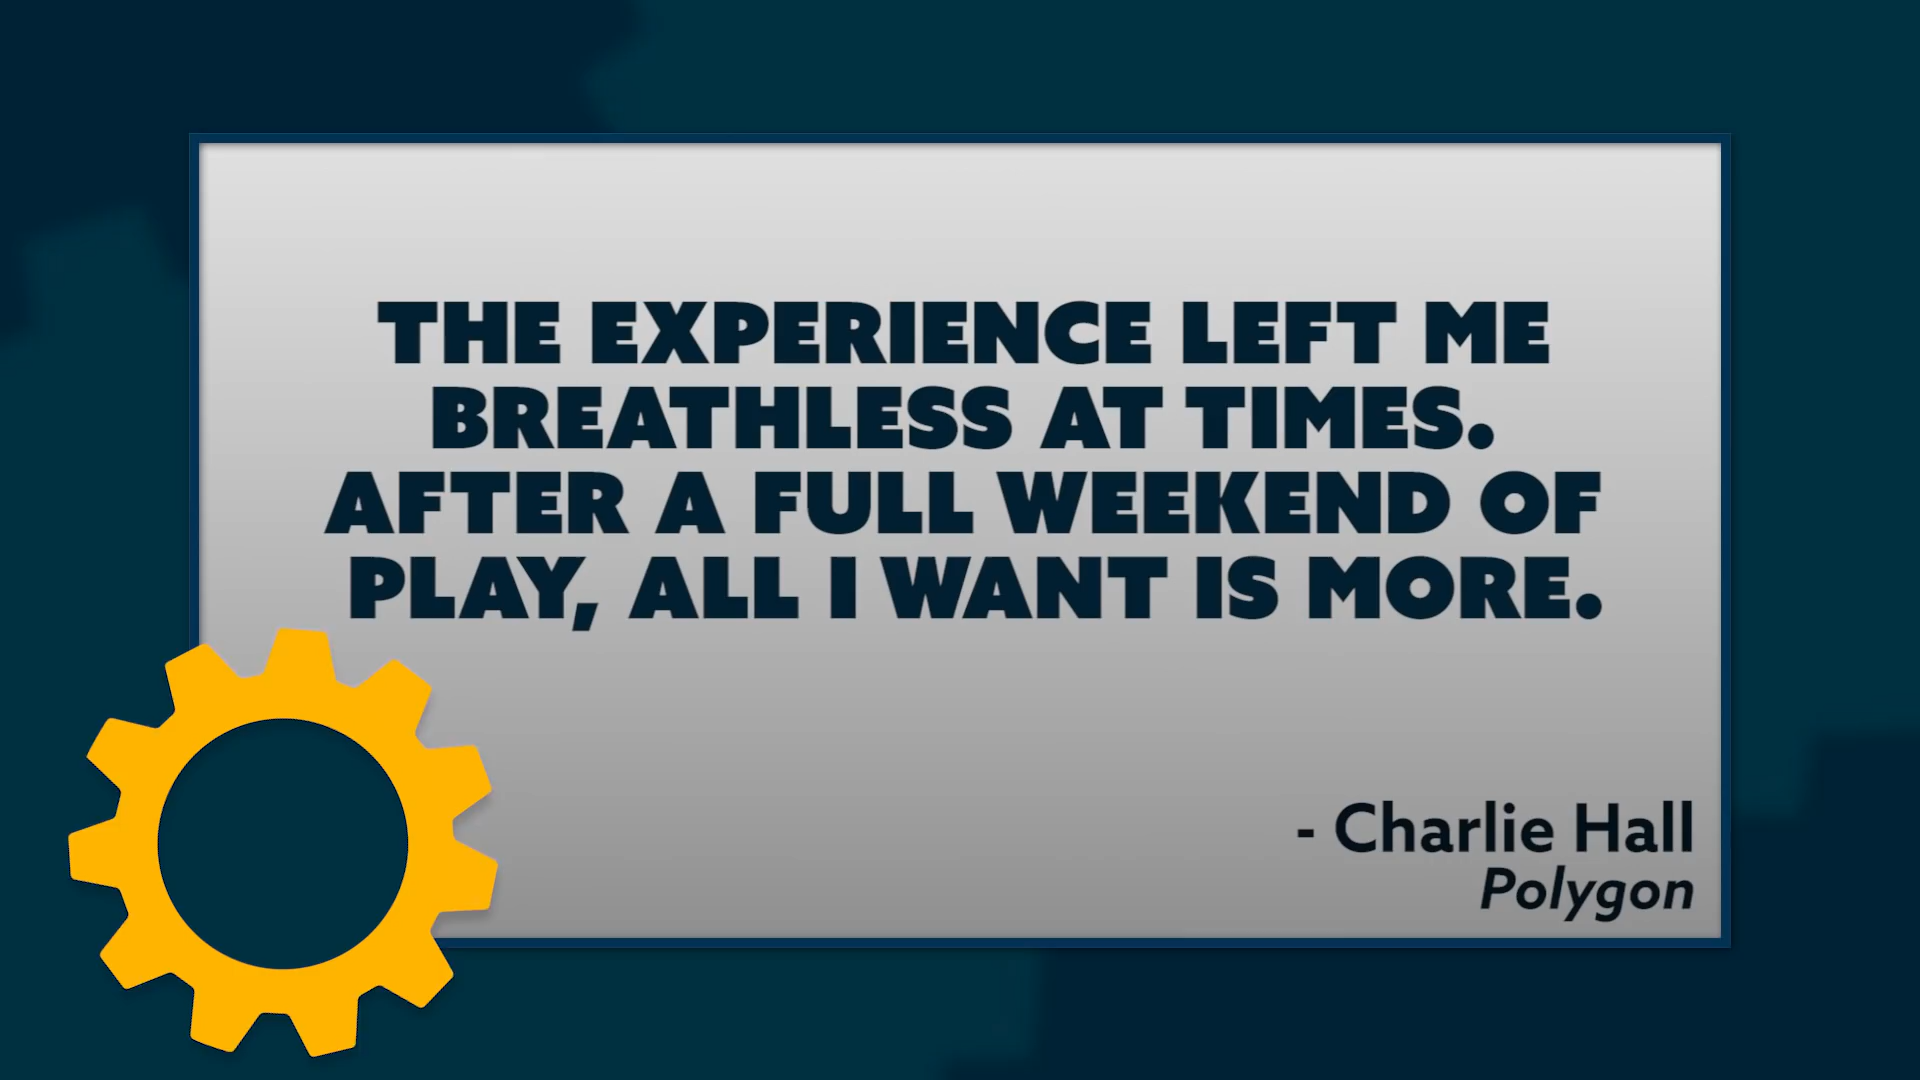 THE EXPERIENCE LEFT ME
BREATHLESS AT TIMES.
AFTER A FULL WEEKEND OF
PLAY, ALL I WANT IS MORE.
- Charlie Hall
Polygon